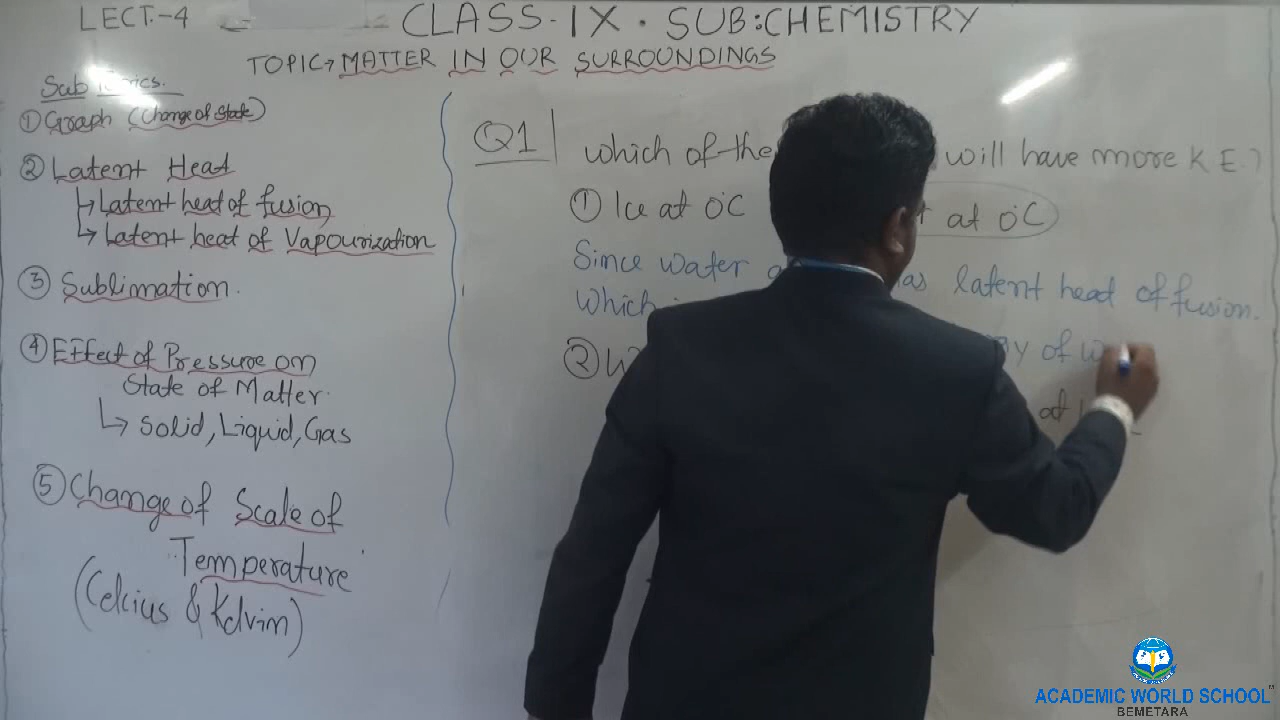 LECT.-4
CLASS-IX · SUB:CHEMISTRY
TOPIC→ MATTER IN OUR SURROUNDINGS
Sub Topics.
① Graph (Change of State)
② Latent Heat
↳ Latent heat of fusion
↳ Latent heat of Vapourization
③ Sublimation.
④ Effect of Pressure on
State of Matter.
↳ Solid, Liquid, Gas
⑤ Change of Scale of
Temperature
(Celcius & Kelvin)
Q1 which of the will have more K E.?
① Ice at 0°C at 0°C
Since water has latent heat of fusion.
Which
② of
at
ACADEMIC WORLD SCHOOL
BEMETARA